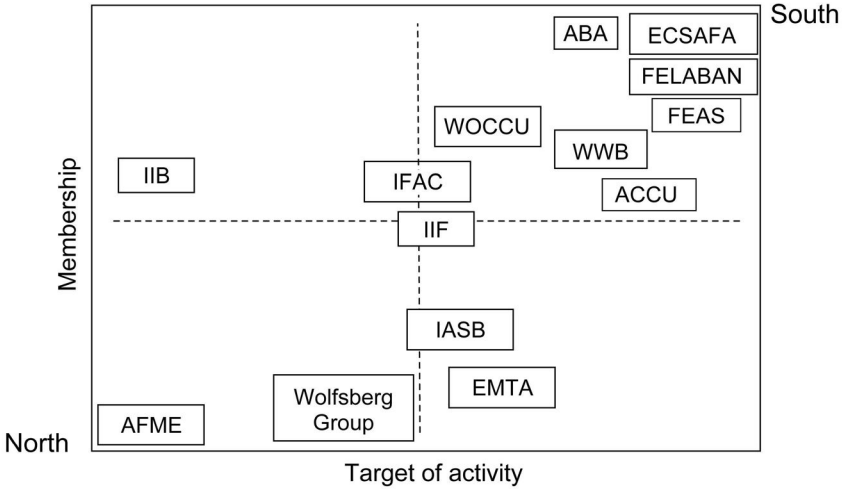 South
ABA
ECSAFA
FELABAN
FEAS
WOCCU
WWB
IIB
IFAC
ACCU
Membership
IIF
IASB
EMTA
Wolfsberg
Group
AFME
North
Target of activity